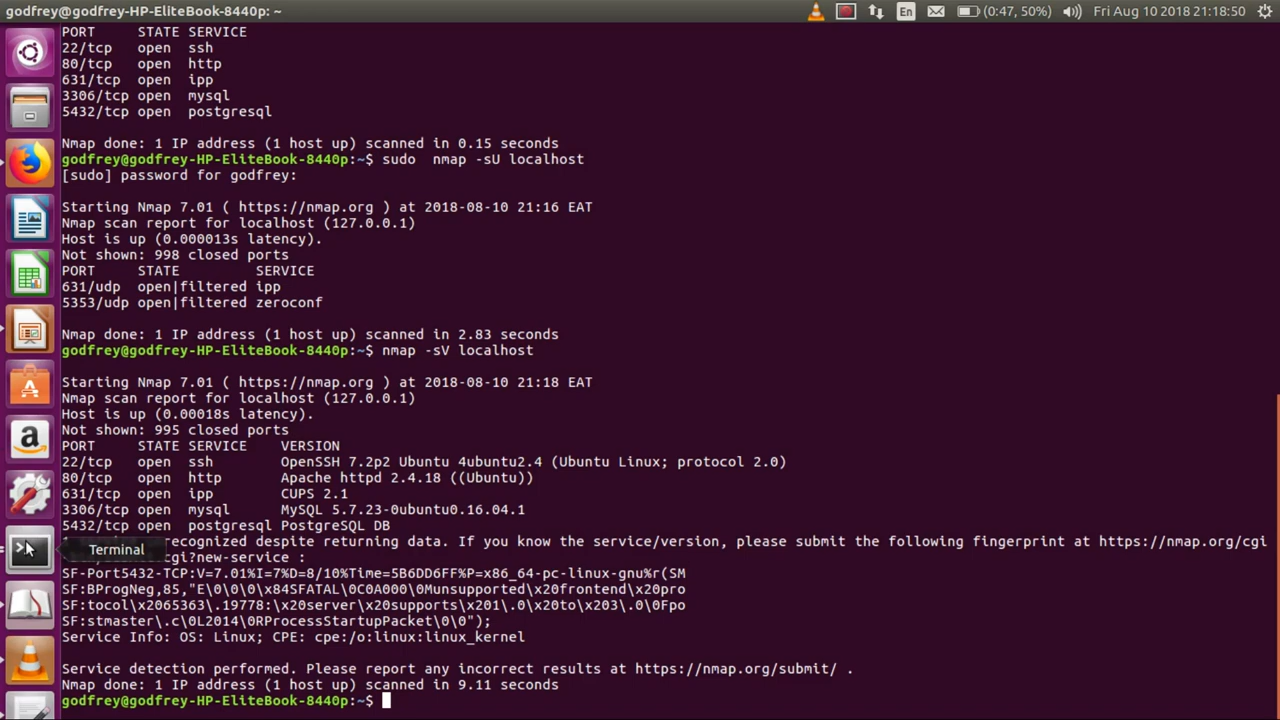 godfrey@godfrey-HP-EliteBook-8440p: ~
En
(0:47, 50%)
Fri Aug 10 2018 21:18:50
PORT STATE SERVICE
22/tcp open ssh
80/tcp open http
631/tcp open ipp
3306/tcp open mysql
5432/tcp open postgresql
Nmap done: 1 IP address (1 host up) scanned in 0.15 seconds
godfrey@godfrey-HP-EliteBook-8440p:~$ sudo  nmap -sU localhost
[sudo] password for godfrey:
Starting Nmap 7.01 ( https://nmap.org ) at 2018-08-10 21:16 EAT
Nmap scan report for localhost (127.0.0.1)
Host is up (0.000013s latency).
Not shown: 998 closed ports
PORT STATE SERVICE
631/udp open|filtered ipp
5353/udp open|filtered zeroconf
Nmap done: 1 IP address (1 host up) scanned in 2.83 seconds
godfrey@godfrey-HP-EliteBook-8440p:~$ nmap -sV localhost
Starting Nmap 7.01 ( https://nmap.org ) at 2018-08-10 21:18 EAT
Nmap scan report for localhost (127.0.0.1)
Host is up (0.00018s latency).
Not shown: 995 closed ports
PORT STATE SERVICE VERSION
22/tcp open ssh OpenSSH 7.2p2 Ubuntu 4ubuntu2.4 (Ubuntu Linux; protocol 2.0)
80/tcp open http Apache httpd 2.4.18 ((Ubuntu))
631/tcp open ipp CUPS 2.1
3306/tcp open mysql MySQL 5.7.23-0ubuntu0.16.04.1
5432/tcp open postgresql PostgreSQL DB
recognized despite returning data. If you know the service/version, please submit the following fingerprint at https://nmap.org/cgi
Terminal
cgi?new-service :
SF-Port5432-TCP:V=7.01%I=7%D=8/10%Time=5B6DD6FF%P=x86_64-pc-linux-gnu%r(SM
SF:BProgNeg,85,"E\0\0\0\x84SFATAL\0C0A000\0Munsupported\x20frontend\x20pro
SF:tocol\x2065363\.19778:\x20server\x20supports\x201\.0\x20to\x203\.0\0Fpo
SF:stmaster\.c\0L2014\0RProcessStartupPacket\0\0");
Service Info: OS: Linux; CPE: cpe:/o:linux:linux_kernel
Service detection performed. Please report any incorrect results at https://nmap.org/submit/ .
Nmap done: 1 IP address (1 host up) scanned in 9.11 seconds
godfrey@godfrey-HP-EliteBook-8440p:~$